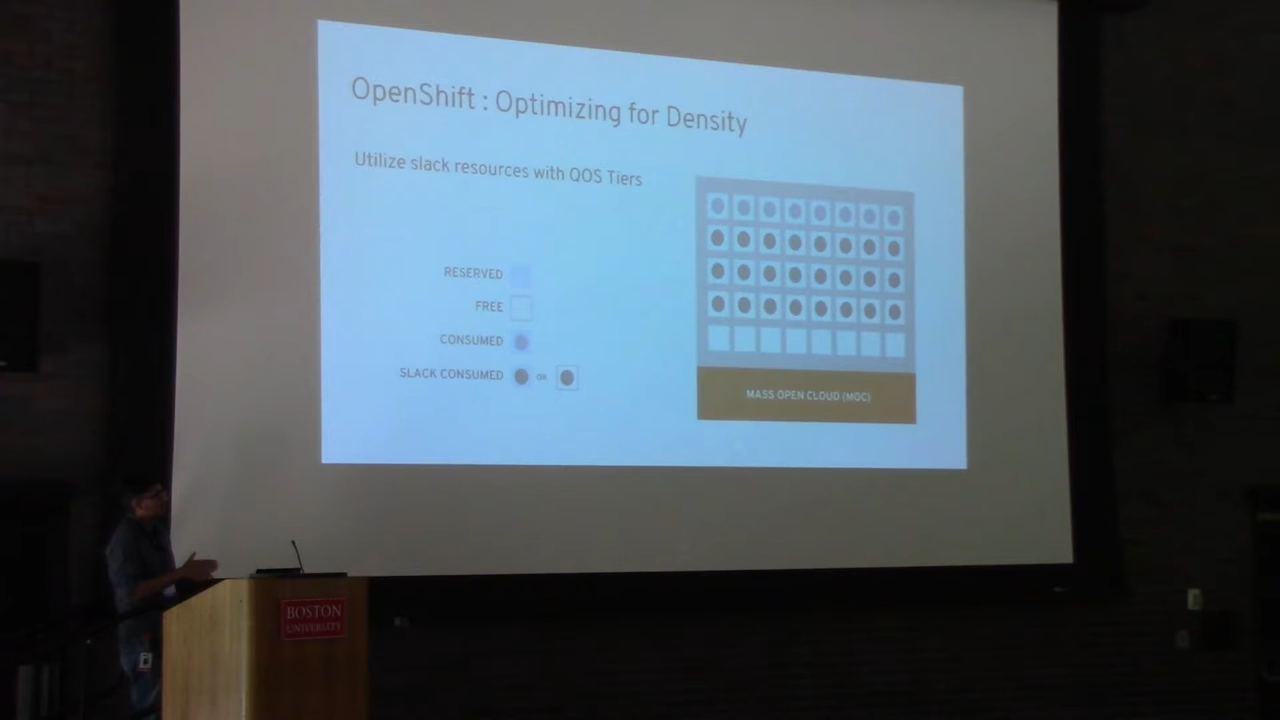 OpenShift : Optimizing for Density
Utilize slack resources with QOS Tiers
RESERVED
FREE
CONSUMED
SLACK CONSUMED OR
MASS OPEN CLOUD (MOC)
BOSTON
UNIVERSITY